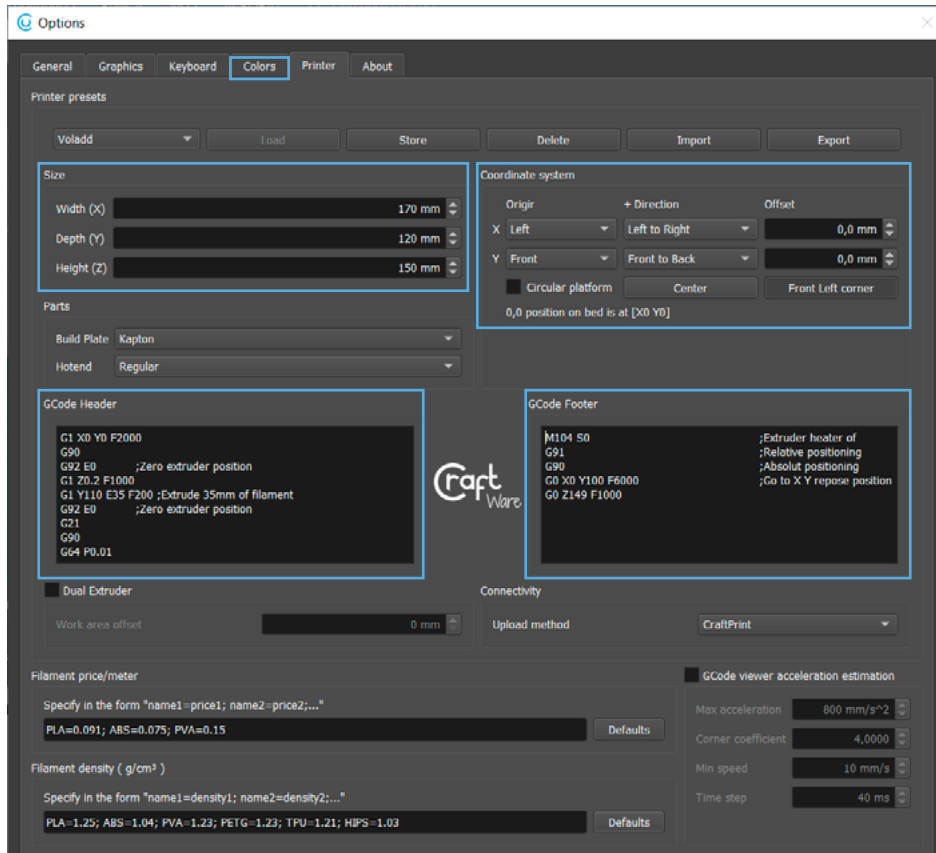 Options
General Graphics Keyboard Colors Printer About
Printer presets
Voladd Load Store Delete Import Export
Size
Width (X) 170 mm
Depth (Y) 120 mm
Height (Z) 150 mm
Coordinate system
Origir + Direction Offset
X Left Left to Right 0,0 mm
Y Front Front to Back 0,0 mm
Circular platform Center Front Left corner
0,0 position on bed is at [X0 Y0]
Parts
Build Plate Kapton
Hotend Regular
GCode Header
G1 X0 Y0 F2000
G90
G92 E0 ;Zero extruder position
G1 Z0.2 F1000
G1 Y110 E35 F200 ;Extrude 35mm of filament
G92 E0 ;Zero extruder position
G21
G90
G64 P0.01
Craft
Ware
GCode Footer
M104 S0 ;Extruder heater of
G91 ;Relative positioning
G90 ;Absolut positioning
G0 X0 Y100 F6000 ;Go to X Y repose position
G0 Z149 F1000
Dual Extruder
Work area offset 0 mm
Connectivity
Upload method CraftPrint
Filament price/meter
Specify in the form "name1=price1; name2=price2;..."
PLA=0.091; ABS=0.075; PVA=0.15 Defaults
Filament density ( g/cm³ )
Specify in the form "name1=density1; name2=density2;..."
PLA=1.25; ABS=1.04; PVA=1.23; PETG=1.23; TPU=1.21; HIPS=1.03 Defaults
GCode viewer acceleration estimation
Max acceleration 800 mm/s^2
Corner coefficient 4,0000
Min speed 10 mm/s
Time step 40 ms